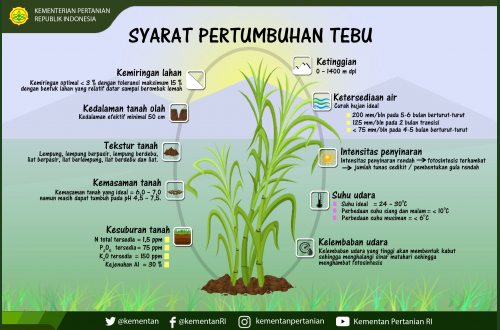 KEMENTERIAN PERTANIAN
REPUBLIK INDONESIA
SYARAT PERTUMBUHAN TEBU
Kemiringan lahan
Kemiringan optimal < 3 % dengan toleransi maksimum 15 %
dengan bentuk lahan yang relatif datar sampai berombak lemah
Kedalaman tanah olah
Kedalaman efektif minimal 50 cm
Tekstur tanah
Lempung, lempung berpasir, lempung berdebu,
liat berpasir, liat berlempung, liat berdebu dan liat.
Kemasaman tanah
Kemasaman tanah yang ideal = 6,0 - 7,0
namun masih dapat tumbuh pada pH 4,5 - 7,5.
Kesuburan tanah
N total tersedia = 1,5 ppm
P2O5 tersedia = 75 ppm
K2O tersedia = 150 ppm
Kejenuhan Al = 30 %
Ketinggian
0 - 1400 m dpl
Ketersediaan air
Curah hujan ideal
200 mm/bln pada 5-6 bulan berturut-turut
125 mm/bln pada 2 bulan transisi
< 75 mm/bln pada 4-5 bulan berturut-turut
Intensitas penyinaran
Intensitas penyinaran rendah → fotosintesis terhambat
→ jumlah tunas sedikit / pembentukan gula rendah
Suhu udara
Suhu ideal = 24 - 30°C
Perbedaan suhu siang dan malam = < 10°C
Perbedaan suhu musiman = < 6°C
Kelembaban udara
Kelembaban udara yang tinggi akan membentuk kabut
sehingga menghalangi sinar matahari sehingga
menghambat fotosintesis
@kementan
@kementanRI
kementanpertanian
Kementan Pertanian RI